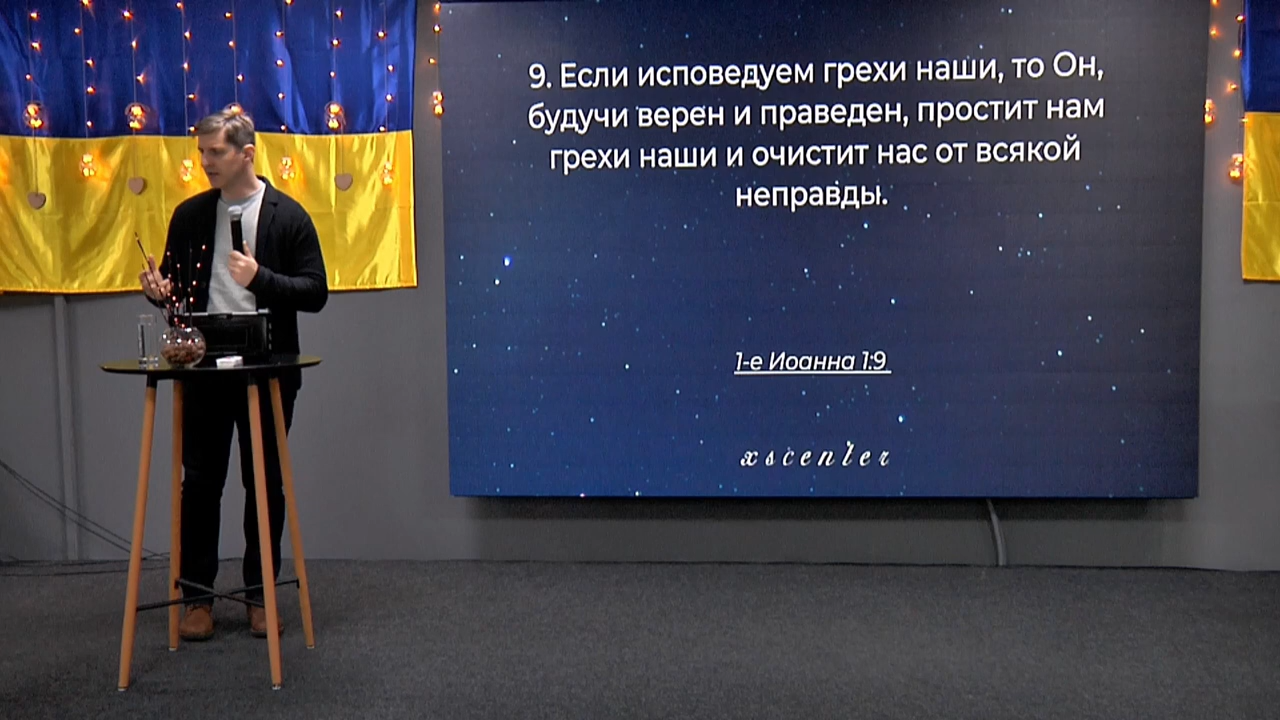 9. Если исповедуем грехи наши, то Он,
будучи верен и праведен, простит нам
грехи наши и очистит нас от всякой
неправды.
1-е Иоанна 1:9
xscenter